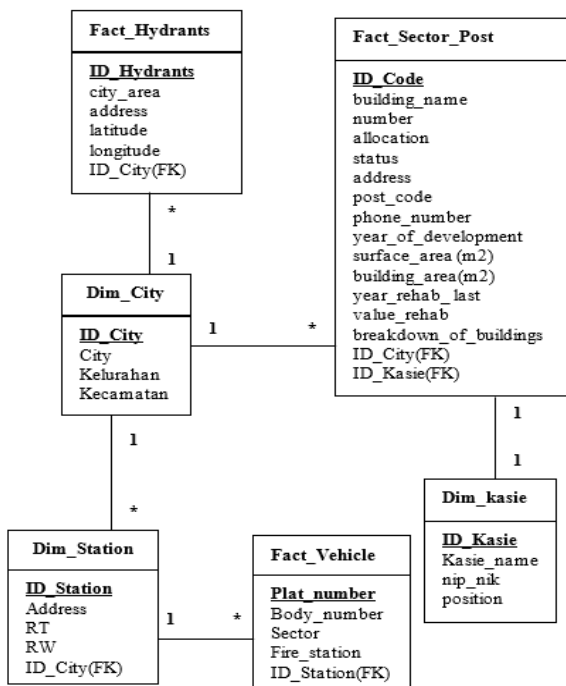 Fact_Hydrants
ID_Hydrants
city_area
address
latitude
longitude
ID_City(FK)
Fact_Sector_Post
ID_Code
building_name
number
allocation
status
address
post_code
phone_number
year_of_development
surface_area(m2)
building_area(m2)
year_rehab_last
value_rehab
breakdown_of_buildings
ID_City(FK)
ID_Kasie(FK)
*
1
Dim_City
ID_City
City
Kelurahan
Kecamatan
1
*
1
*
1
1
Dim_kasie
ID_Kasie
Kasie_name
nip_nik
position
Dim_Station
ID_Station
Address
RT
RW
ID_City(FK)
1
*
Fact_Vehicle
Plat_number
Body_number
Sector
Fire_station
ID_Station(FK)